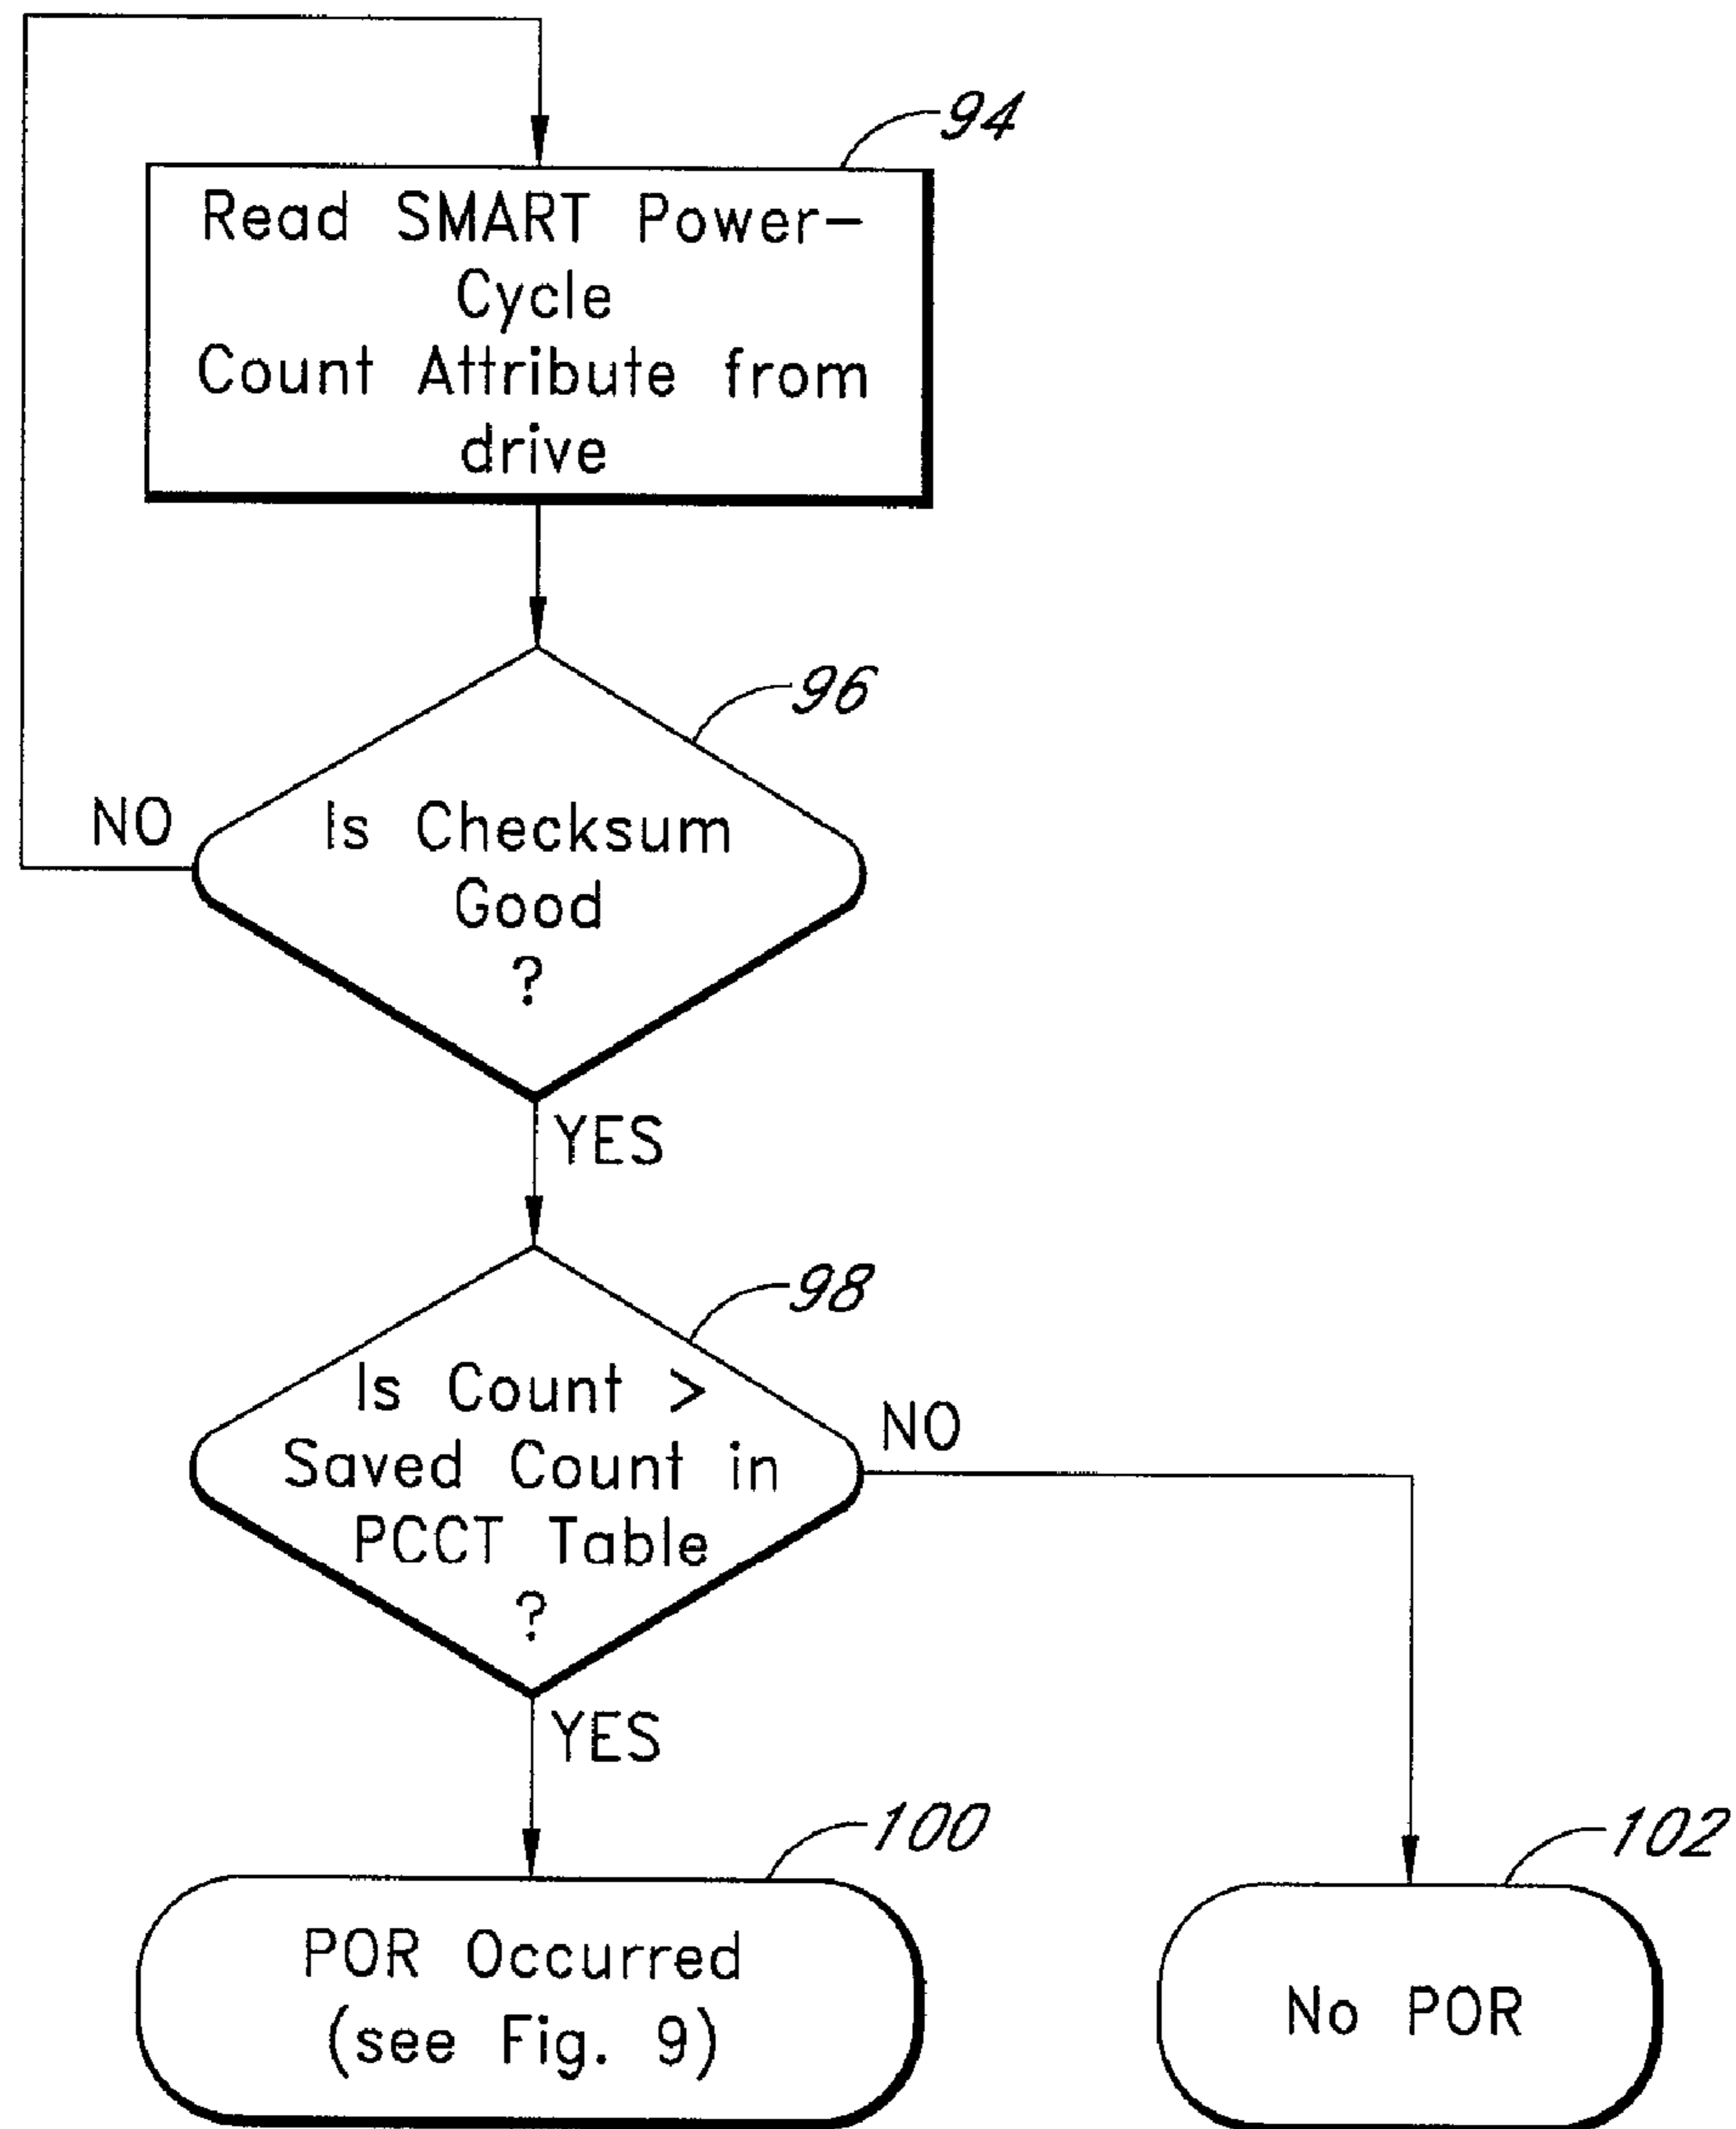 94
Read SMART Power-
Cycle
Count Attribute from
drive
96
NO
Is Checksum
Good
?
YES
98
Is Count >
Saved Count in
PCCT Table
?
NO
YES
100
POR Occurred
(see Fig. 9)
102
No POR